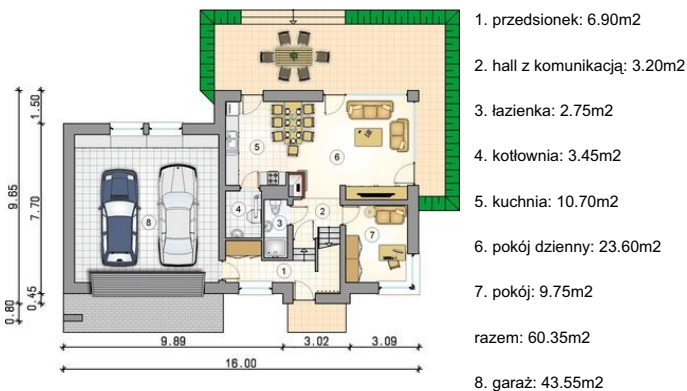 1. przedsionek: 6.90m2
2. hall z komunikacją: 3.20m2
3. łazienka: 2.75m2
4. kotłownia: 3.45m2
5. kuchnia: 10.70m2
6. pokój dzienny: 23.60m2
7. pokój: 9.75m2
razem: 60.35m2
8. garaż: 43.55m2
1.50
9.65
7.70
0.45
0.80
5
6
4
3
2
8
7
1
9.89
3.02
3.09
16.00